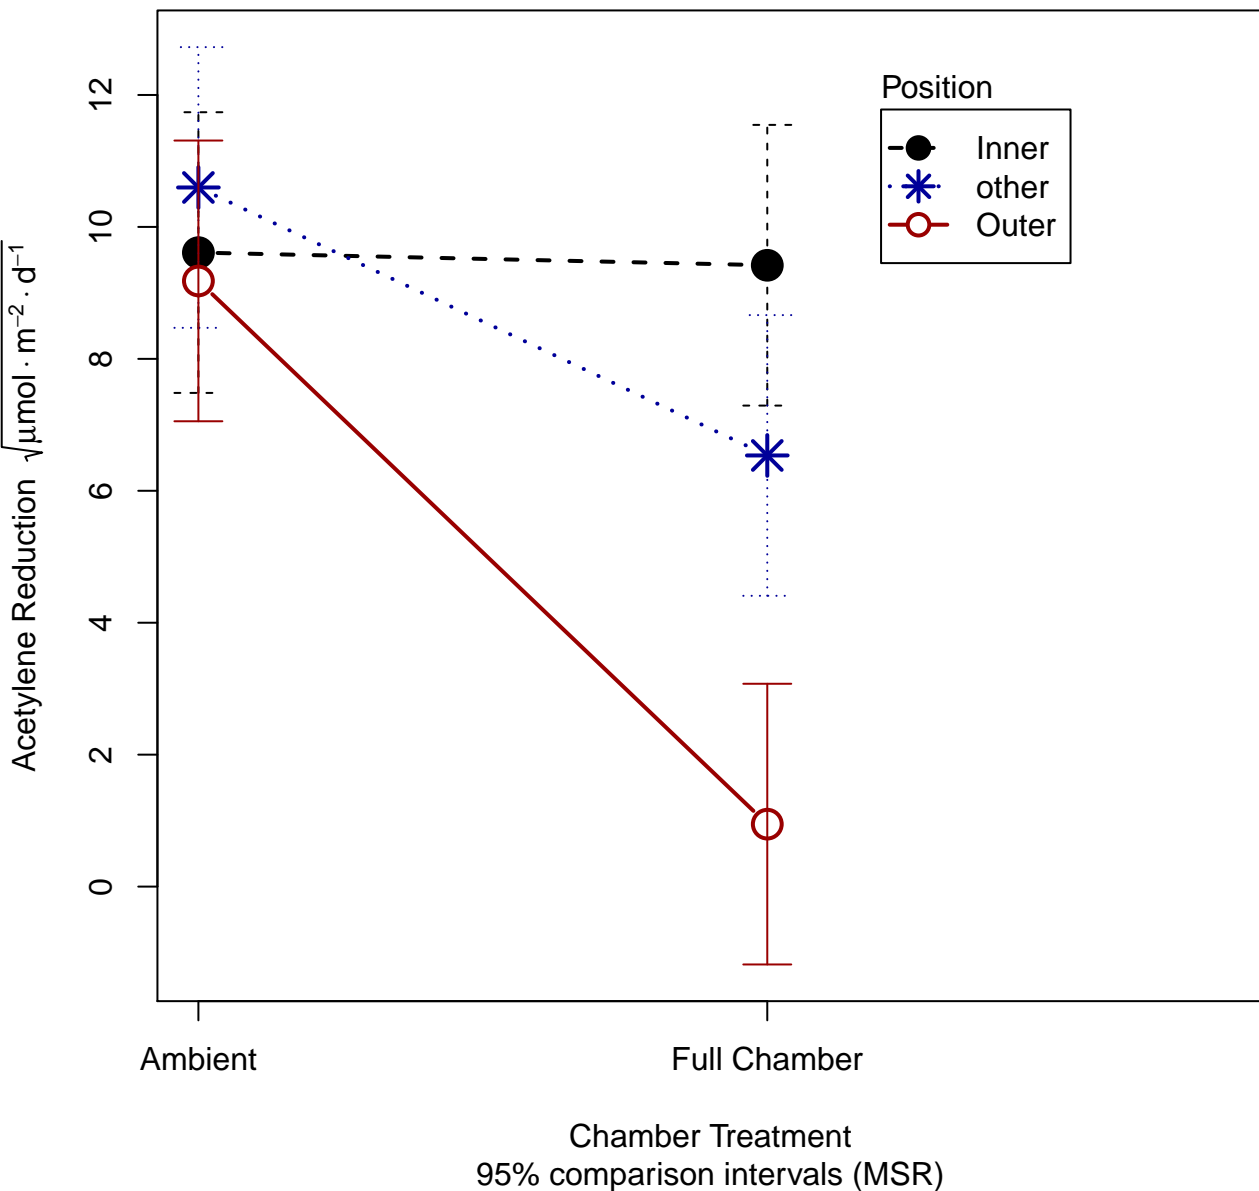 Acetylene Reduction √μmol · m⁻² · d⁻¹
12
10
8
6
4
2
0
Position
Inner
other
Outer
Ambient
Full Chamber
Chamber Treatment
95% comparison intervals (MSR)